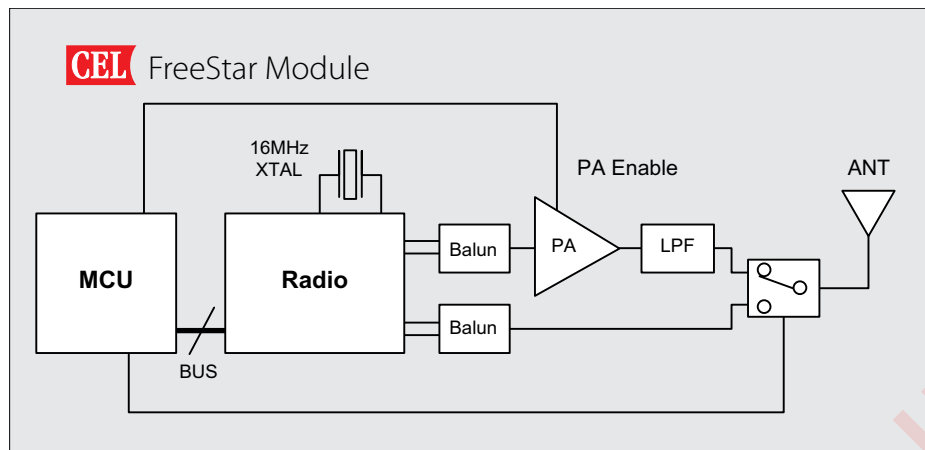 CEL FreeStar Module
16MHz
XTAL
PA Enable
ANT
MCU
Radio
Balun
PA
LPF
Balun
BUS